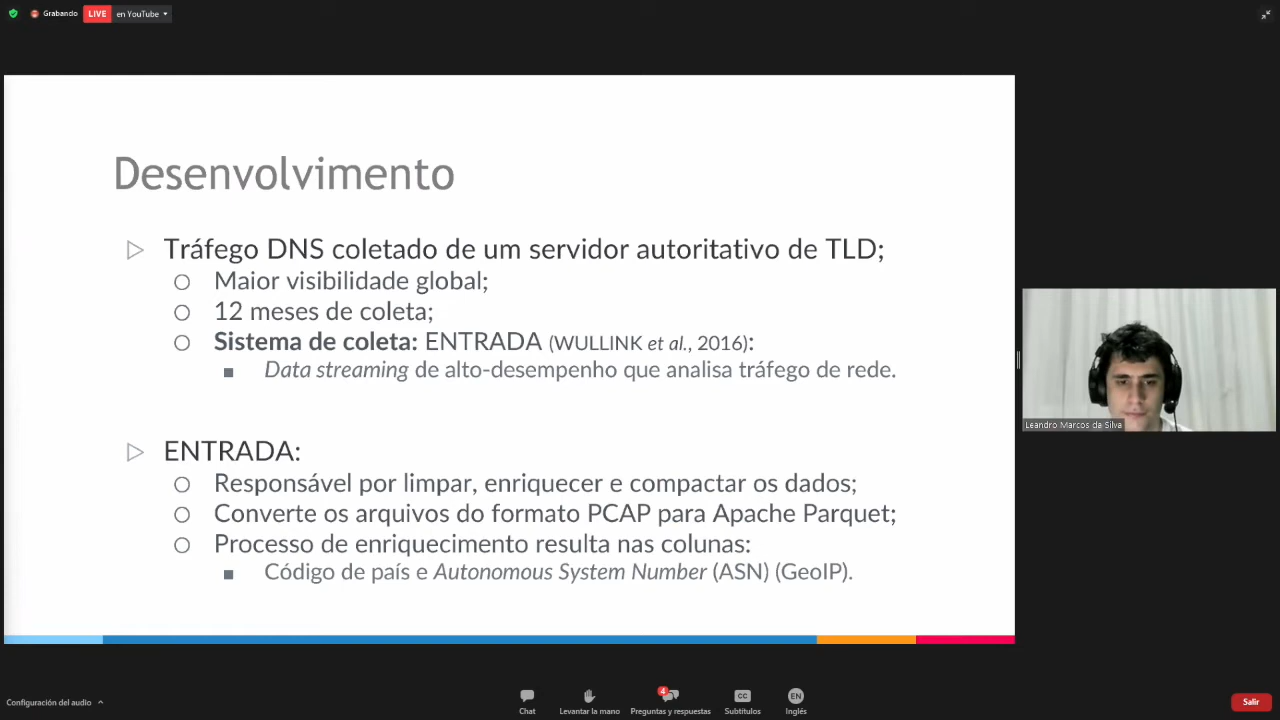 Grabando
LIVE
en YouTube
Desenvolvimento
Tráfego DNS coletado de um servidor autoritativo de TLD;
Maior visibilidade global;
12 meses de coleta;
Sistema de coleta: ENTRADA (WULLINK et al., 2016):
Data streaming de alto-desempenho que analisa tráfego de rede.
ENTRADA:
Responsável por limpar, enriquecer e compactar os dados;
Converte os arquivos do formato PCAP para Apache Parquet;
Processo de enriquecimento resulta nas colunas:
Código de país e Autonomous System Number (ASN) (GeoIP).
Leandro Marcos da Silva
Configuración del audio
Chat
Levantar la mano
4
Preguntas y respuestas
CC
Subtítulos
EN
Inglés
Salir